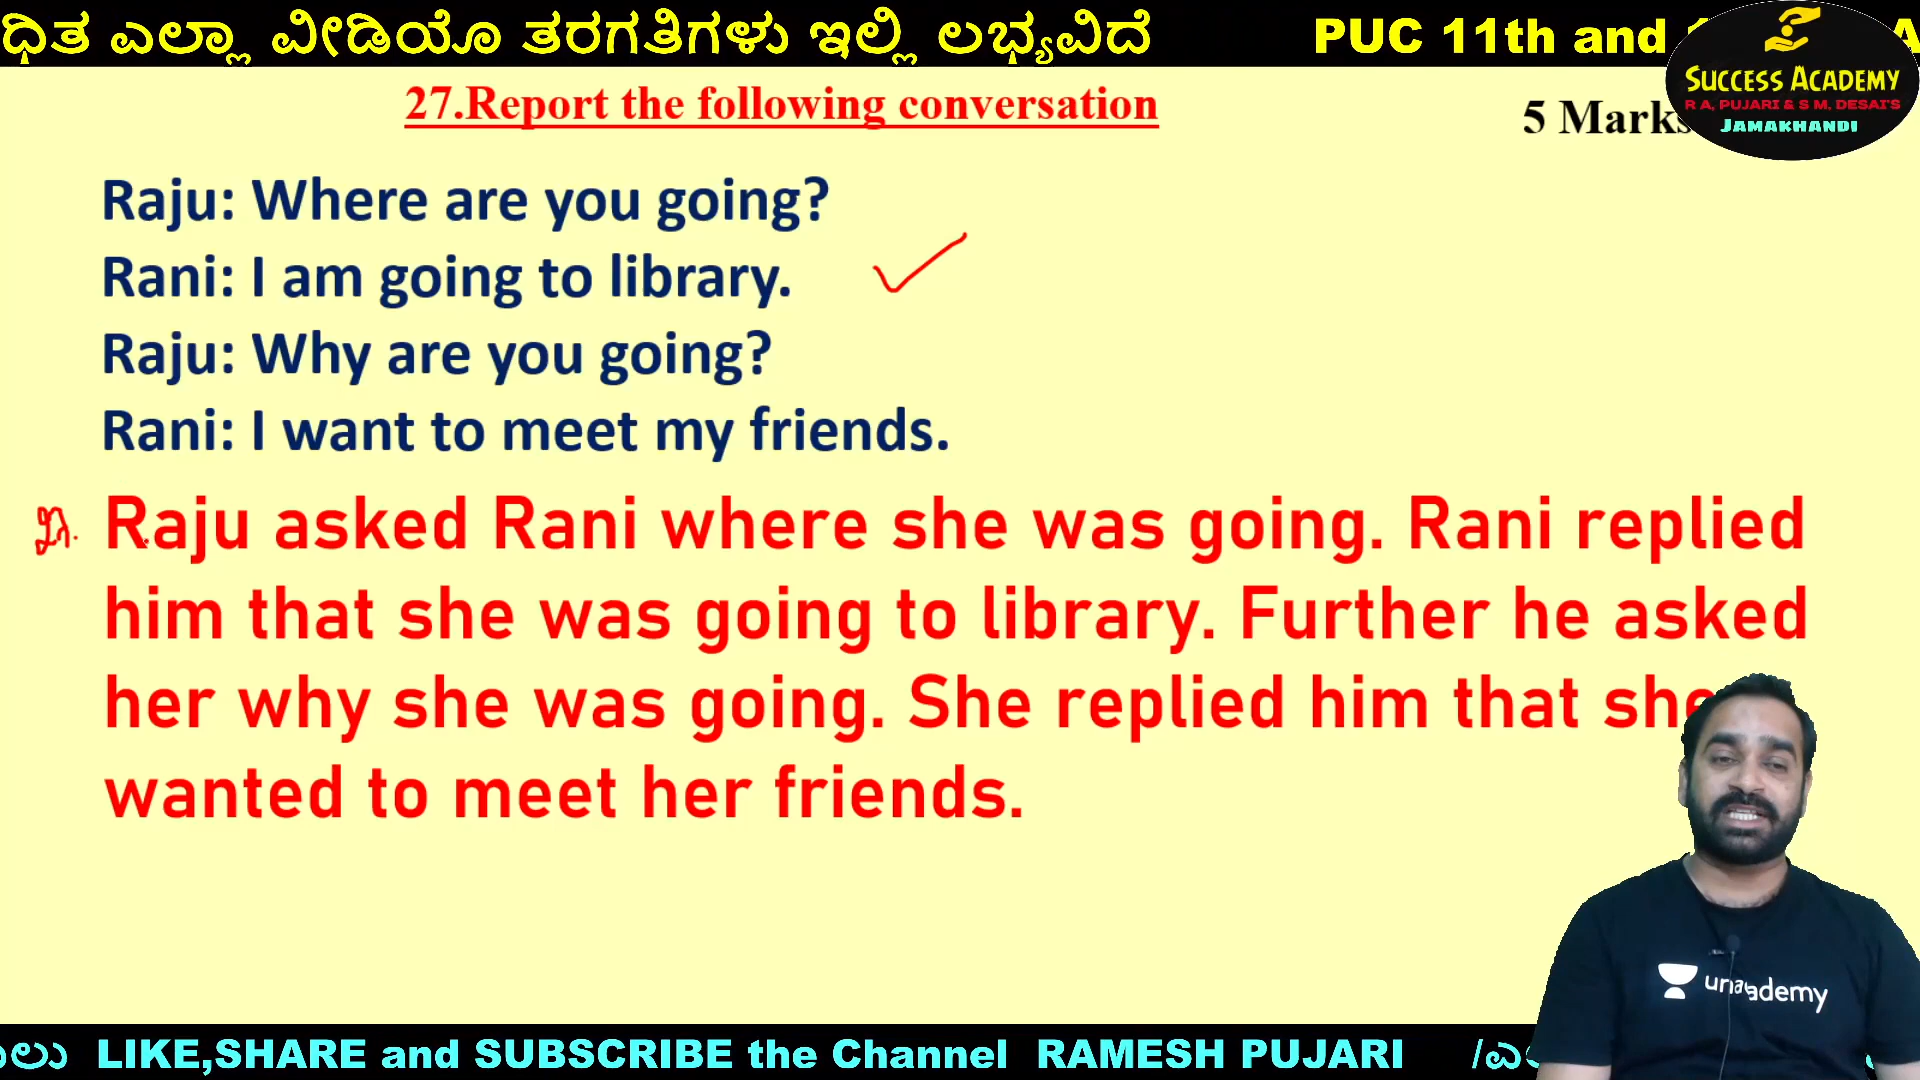 ಧಿತ ಎಲ್ಲಾ ವೀಡಿಯೊ ತರಗತಿಗಳು ಇಲ್ಲಿ ಲಭ್ಯವಿದೆ PUC 11th and
SUCCESS ACADEMY
R A, PUJARI & S M. DESAI'S
JAMAKHANDI
27.Report the following conversation
5 Marks
Raju: Where are you going?
Rani: I am going to library.
Raju: Why are you going?
Rani: I want to meet my friends.
Raju asked Rani where she was going. Rani replied
him that she was going to library. Further he asked
her why she was going. She replied him that she
wanted to meet her friends.
unacademy
LIKE,SHARE and SUBSCRIBE the Channel RAMESH PUJARI